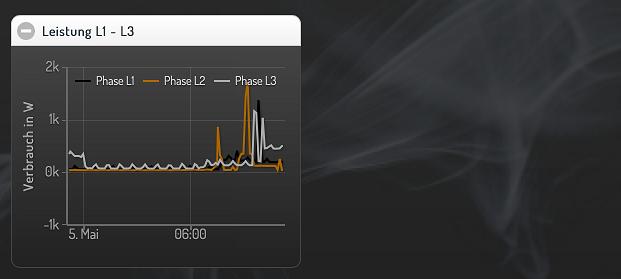 Leistung L1 - L3
2k
Phase L1 Phase L2 Phase L3
1k
Verbrauch in W
0k
-1k
5. Mai 06:00